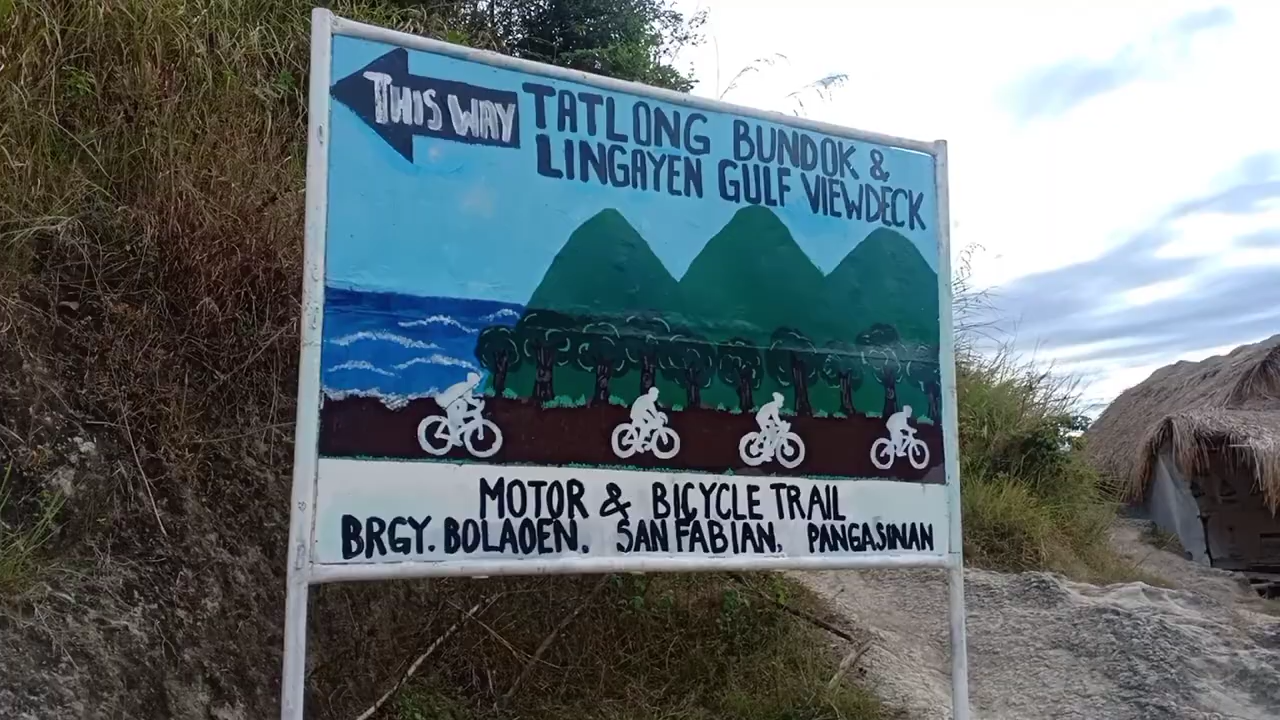 THIS WAY
TATLONG BUNDOK &
LINGAYEN GULF VIEWDECK
MOTOR & BICYCLE TRAIL
BRGY. BOLAOEN. SAN FABIAN, PANGASINAN